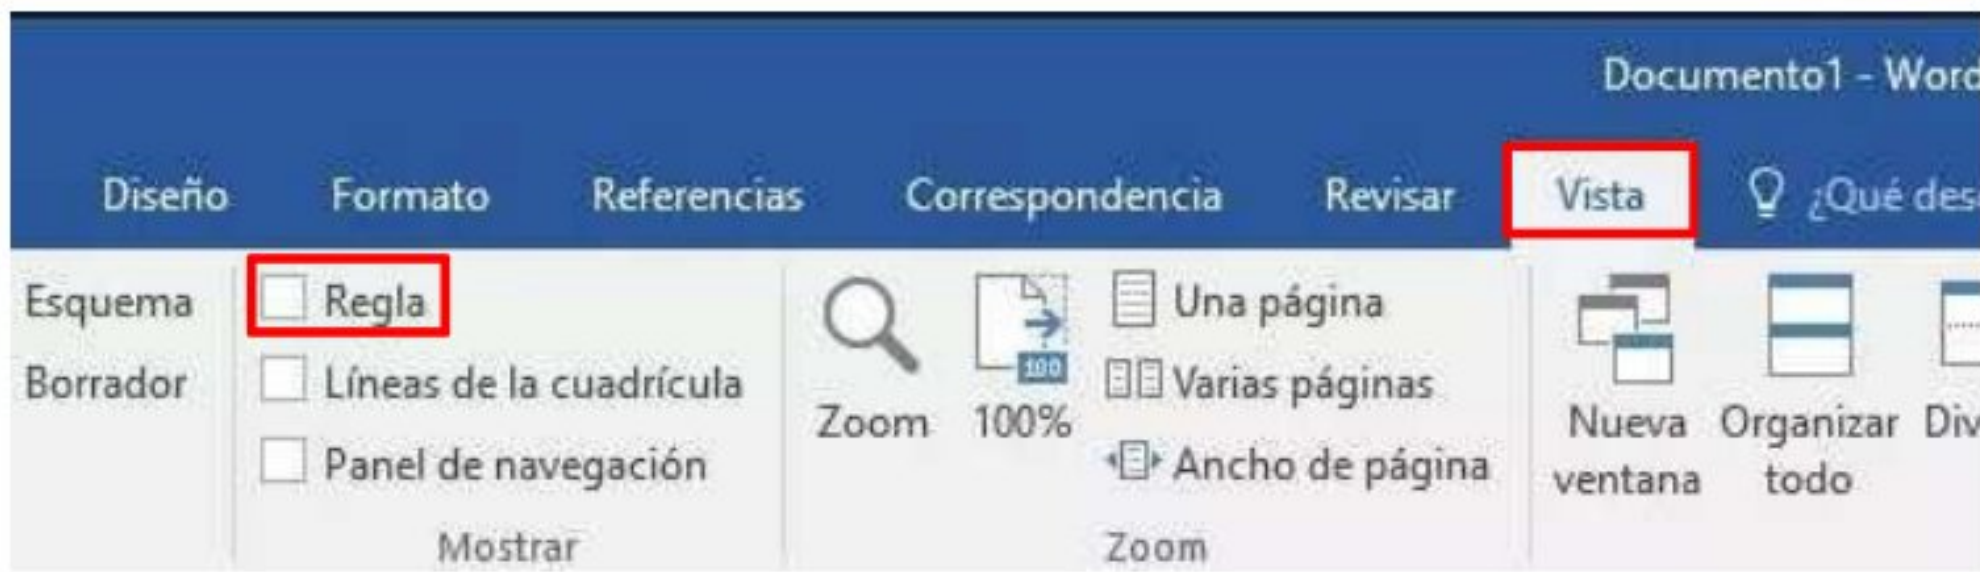 Documento1 - Word
Diseño Formato Referencias Correspondencia Revisar Vista ¿Qué
Esquema Regla Una página
Borrador Líneas de la cuadrícula Varias páginas
Zoom 100% Nueva Organizar
Panel de navegación Ancho de página ventana todo
Mostrar Zoom
100